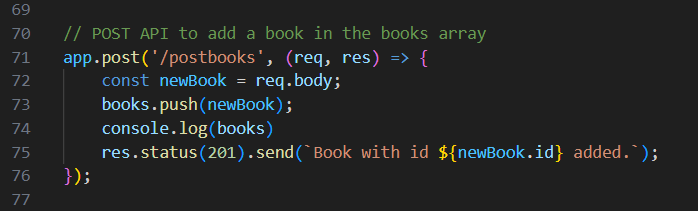 69
70 // POST API to add a book in the books array
71 app.post('/postbooks', (req, res) => {
72     const newBook = req.body;
73     books.push(newBook);
74     console.log(books)
75     res.status(201).send(`Book with id ${newBook.id} added.`);
76 });
77